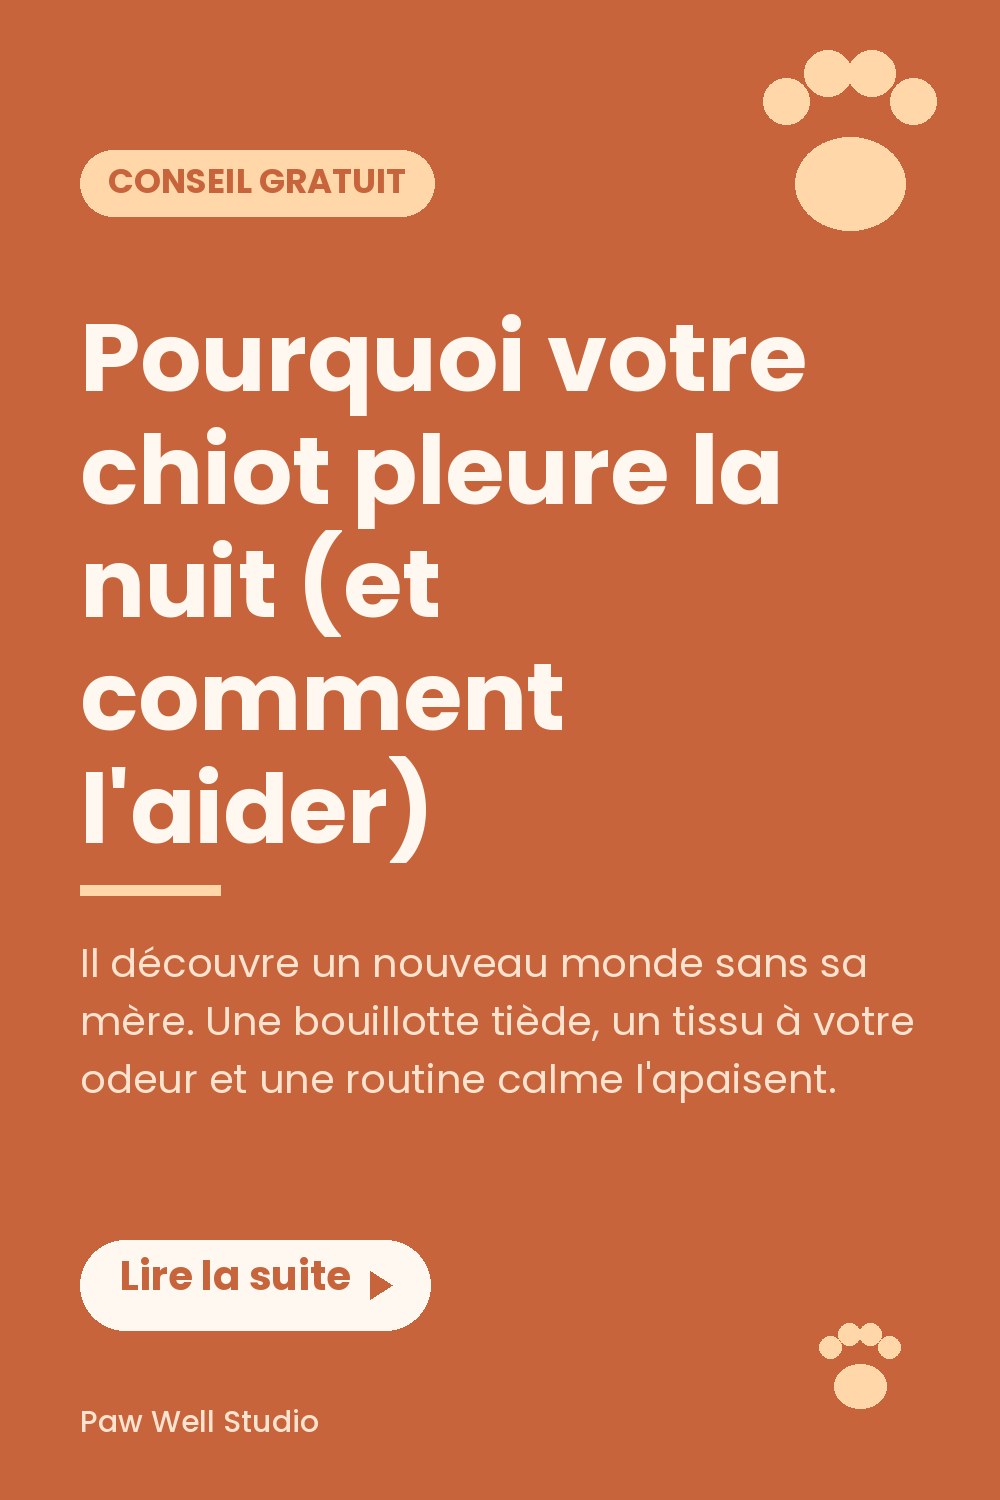 CONSEIL GRATUIT
Pourquoi votre
chiot pleure la
nuit (et
comment
l'aider)
Il découvre un nouveau monde sans sa
mère. Une bouillotte tiède, un tissu à votre
odeur et une routine calme l'apaisent.
Lire la suite
Paw Well Studio